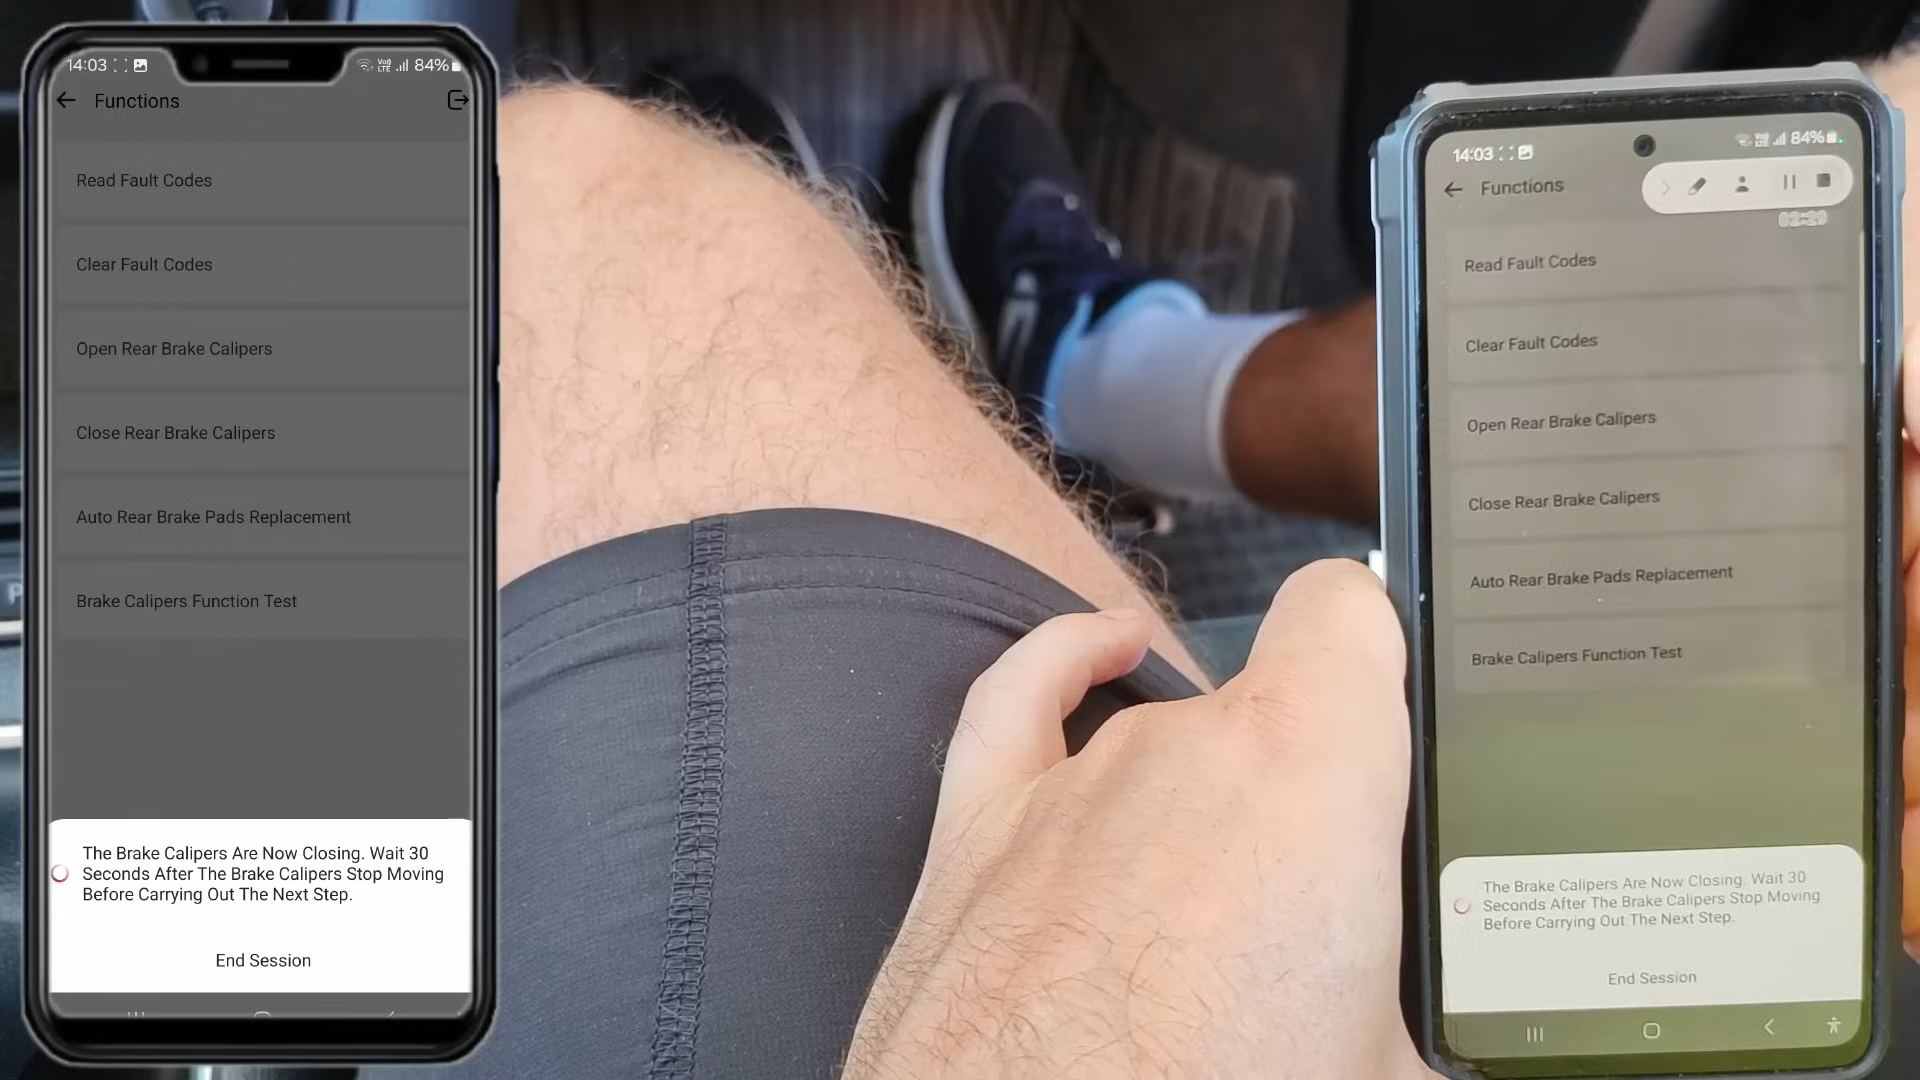 14:03
VoJ)
LTE
84%
Functions
Read Fault Codes
Clear Fault Codes
Open Rear Brake Calipers
Close Rear Brake Calipers
Auto Rear Brake Pads Replacement
Brake Calipers Function Test
The Brake Calipers Are Now Closing. Wait 30
Seconds After The Brake Calipers Stop Moving
Before Carrying Out The Next Step.
End Session
P
14:03
84%
Functions
02:20
Read Fault Codes
Clear Fault Codes
Open Rear Brake Calipers
Close Rear Brake Calipers
Auto Rear Brake Pads Replacement
Brake Calipers Function Test
The Brake Calipers Are Now Closing. Wait 30
Seconds After The Brake Calipers Stop Moving
Before Carrying Out The Next Step.
End Session